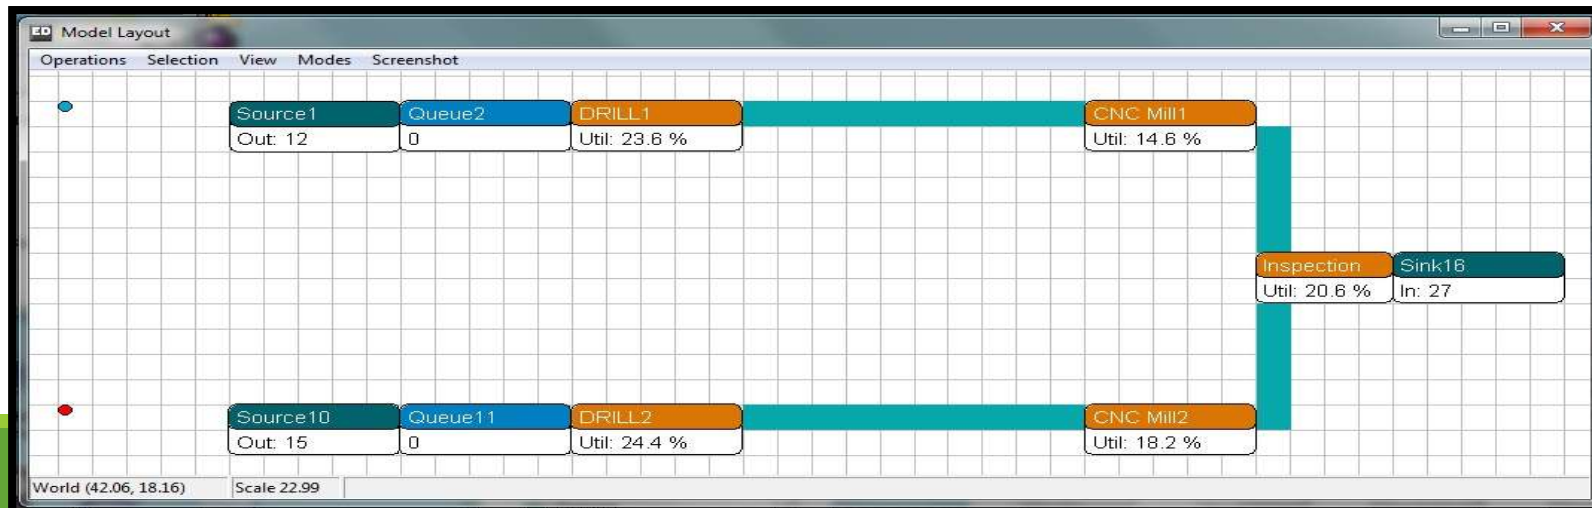 ED Model Layout
Operations Selection View Modes Screenshot
Source1 Queue2 DRILL1 CNC Mill1
Out: 12 0 Util: 23.6 % Util: 14.6 %
Inspection Sink16
Util: 20.6 % In: 27
Source10 Queue11 DRILL2 CNC Mill2
Out: 15 0 Util: 24.4 % Util: 18.2 %
World (42.06, 18.16) Scale 22.99